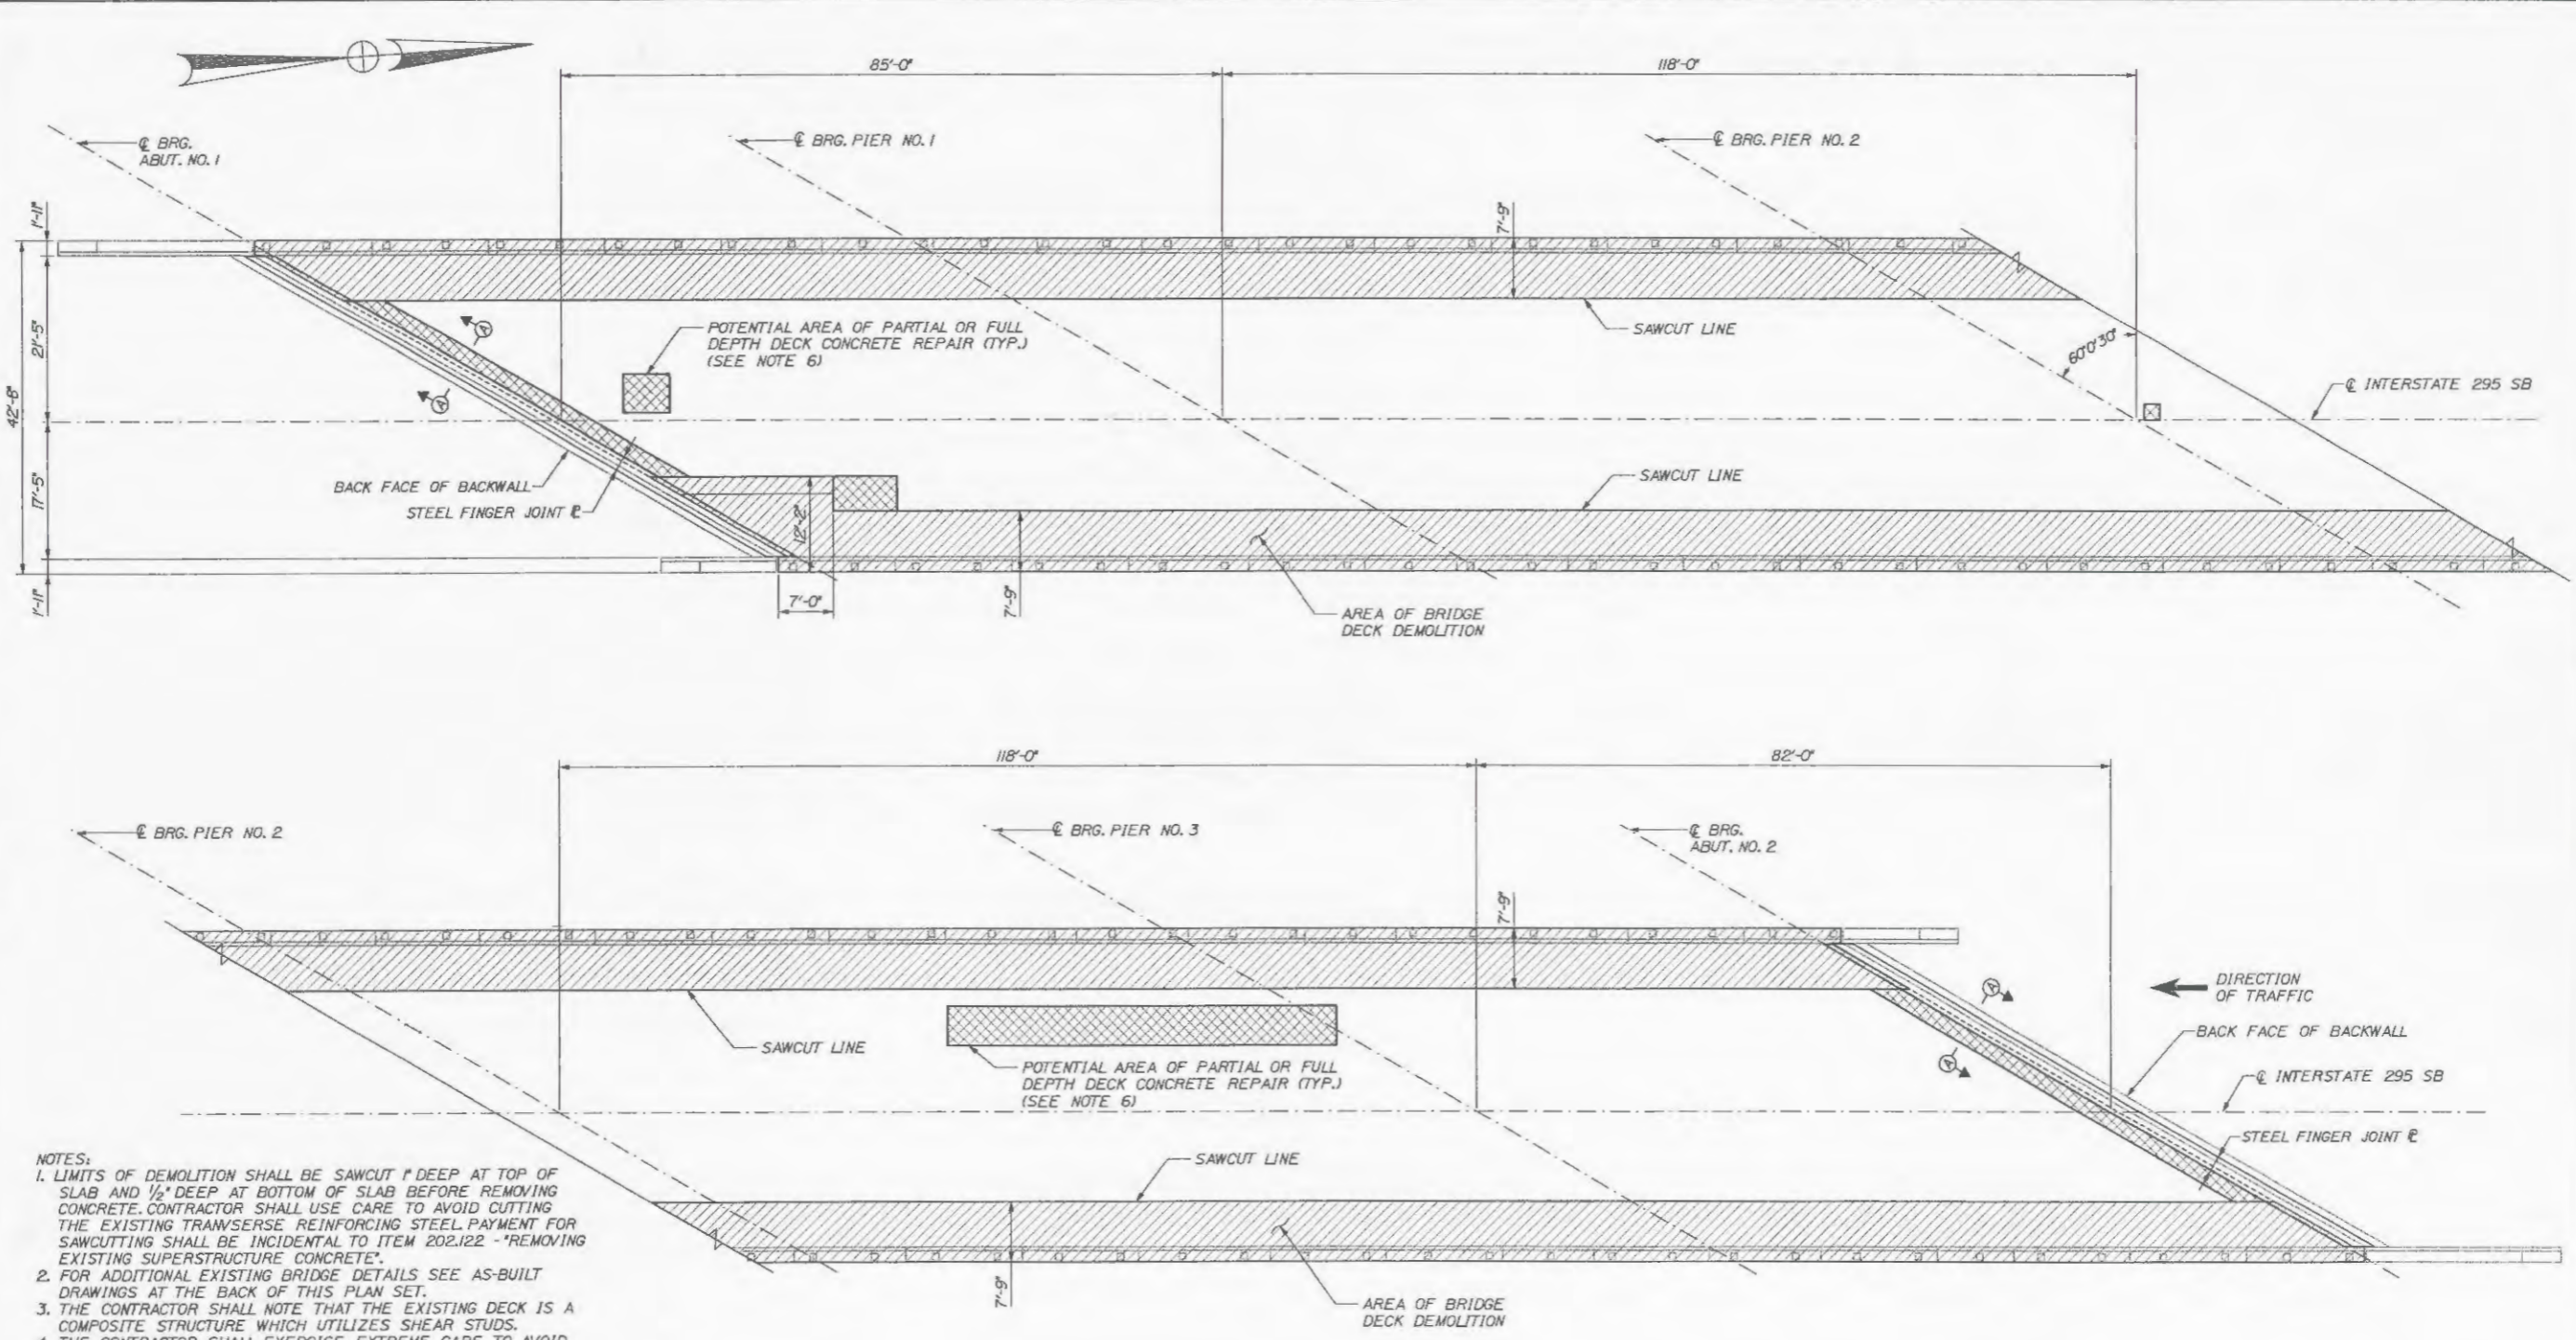 85'-0"
118'-0"
℄ BRG.
ABUT. NO. 1
℄ BRG. PIER NO. 1
℄ BRG. PIER NO. 2
1'-11"
21'-5"
42'-8"
17'-5"
1'-11"
7'-9"
A
A
POTENTIAL AREA OF PARTIAL OR FULL
DEPTH DECK CONCRETE REPAIR (TYP.)
(SEE NOTE 6)
SAWCUT LINE
60°0'30"
℄ INTERSTATE 295 SB
BACK FACE OF BACKWALL
STEEL FINGER JOINT ⅊
SAWCUT LINE
12'-2"
7'-0"
7'-9"
AREA OF BRIDGE
DECK DEMOLITION
118'-0"
82'-0"
℄ BRG. PIER NO. 2
℄ BRG. PIER NO. 3
℄ BRG.
ABUT. NO. 2
7'-9"
A
A
DIRECTION
OF TRAFFIC
BACK FACE OF BACKWALL
SAWCUT LINE
POTENTIAL AREA OF PARTIAL OR FULL
DEPTH DECK CONCRETE REPAIR (TYP.)
(SEE NOTE 6)
℄ INTERSTATE 295 SB
STEEL FINGER JOINT ⅊
SAWCUT LINE
7'-9"
AREA OF BRIDGE
DECK DEMOLITION
NOTES:
1. LIMITS OF DEMOLITION SHALL BE SAWCUT 1" DEEP AT TOP OF
SLAB AND 1/2" DEEP AT BOTTOM OF SLAB BEFORE REMOVING
CONCRETE. CONTRACTOR SHALL USE CARE TO AVOID CUTTING
THE EXISTING TRANVSERSE REINFORCING STEEL. PAYMENT FOR
SAWCUTTING SHALL BE INCIDENTAL TO ITEM 202.122 - "REMOVING
EXISTING SUPERSTRUCTURE CONCRETE".
2. FOR ADDITIONAL EXISTING BRIDGE DETAILS SEE AS-BUILT
DRAWINGS AT THE BACK OF THIS PLAN SET.
3. THE CONTRACTOR SHALL NOTE THAT THE EXISTING DECK IS A
COMPOSITE STRUCTURE WHICH UTILIZES SHEAR STUDS.
4. THE CONTRACTOR SHALL EXERCISE EXTREME CARE TO AVOID